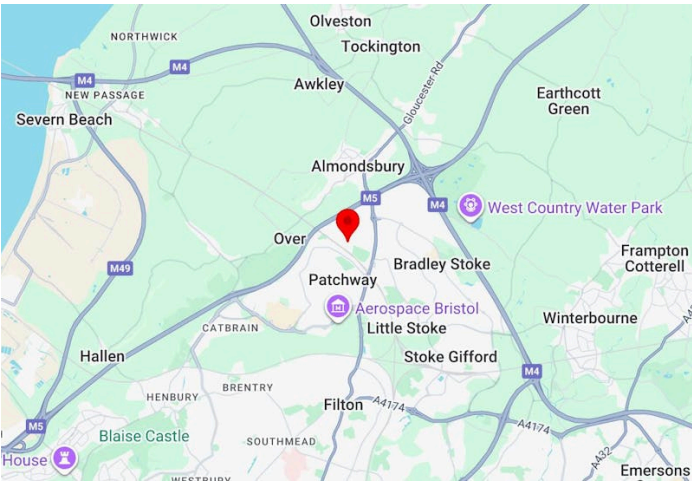 Olveston
NORTHWICK
Tockington
M4
M4
Awkley
NEW PASSAGE
Severn Beach
Gloucester Rd
Earthcott
Green
Almondsbury
M5
M4
West Country Water Park
Over
Frampton
Cotterell
M49
Bradley Stoke
Patchway
Aerospace Bristol
Winterbourne
CATBRAIN
Little Stoke
Hallen
Stoke Gifford
M4
BRENTRY
HENBURY
Filton
A4174
A4174
M5
Blaise Castle
SOUTHMEAD
House
A432
Emersons
WESTBURY